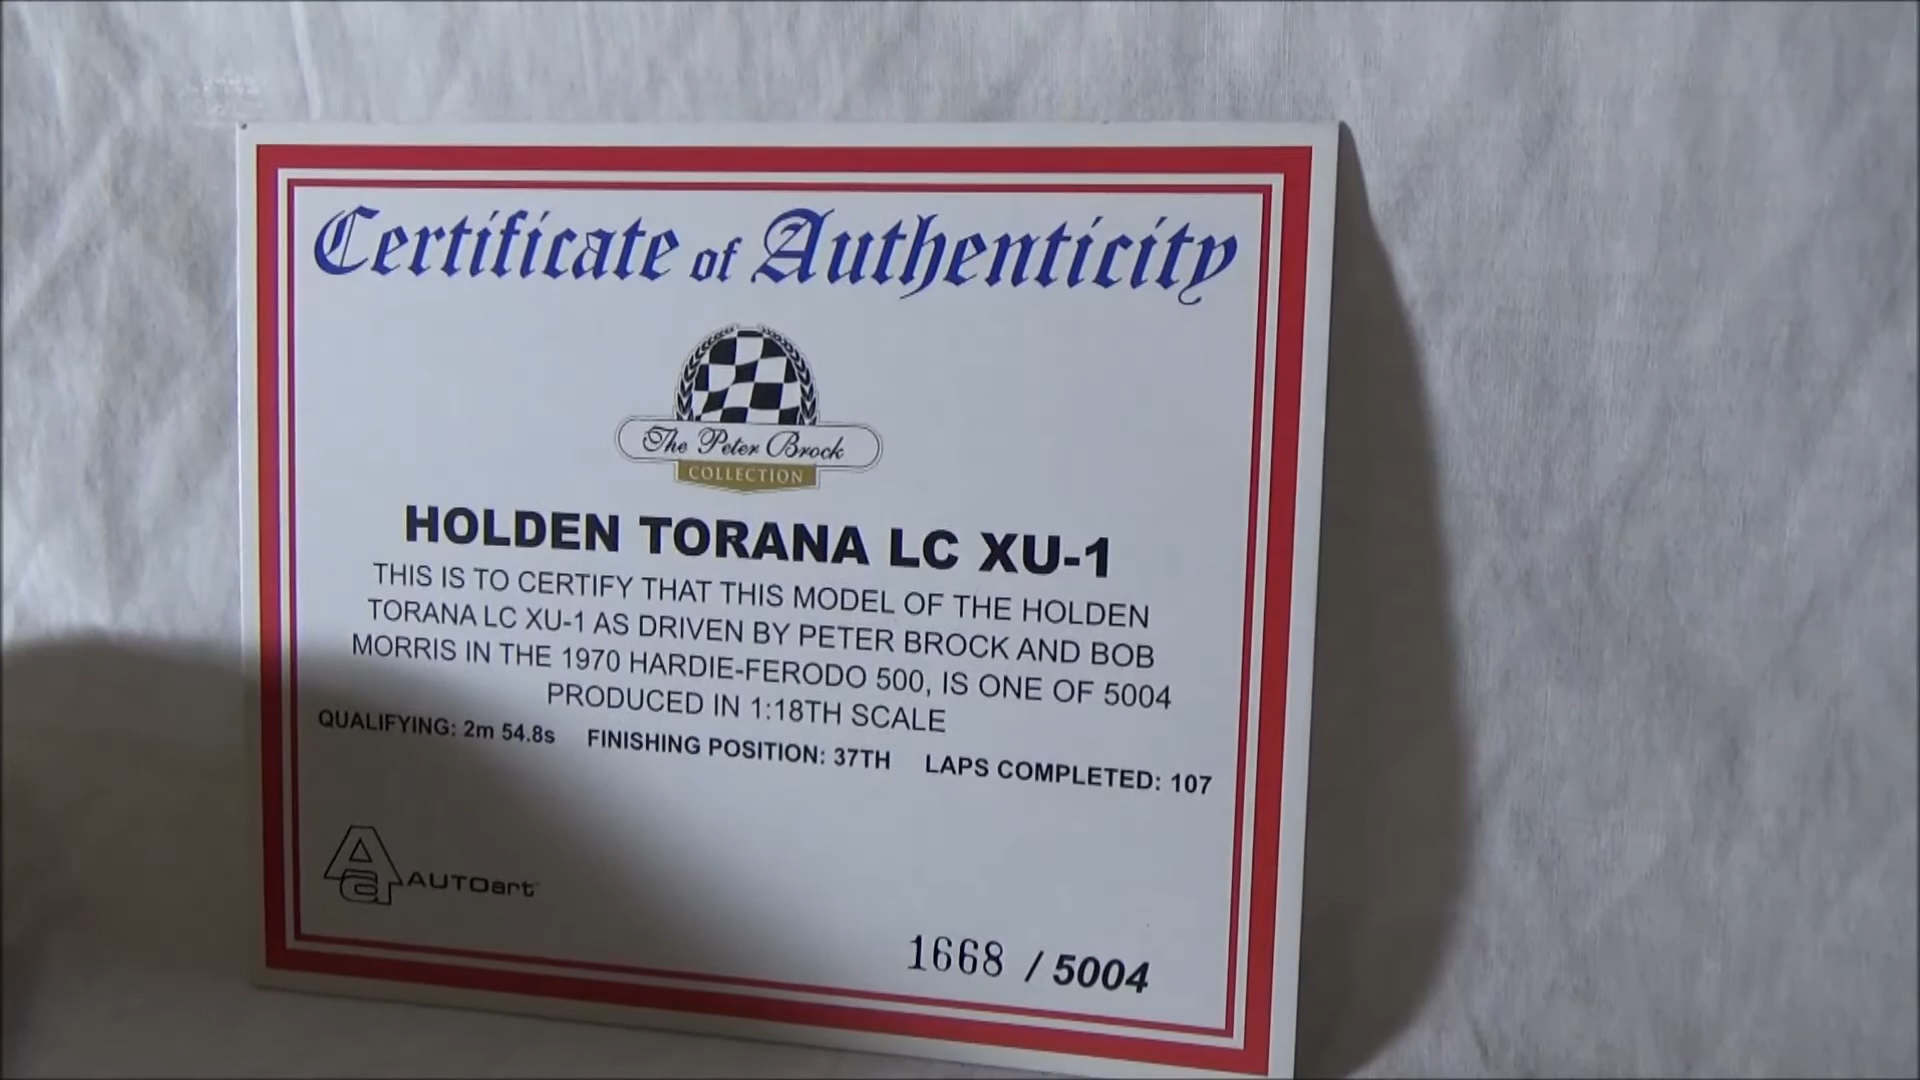 Certificate of Authenticity
The Peter Brock
COLLECTION
HOLDEN TORANA LC XU-1
THIS IS TO CERTIFY THAT THIS MODEL OF THE HOLDEN
TORANA LC XU-1 AS DRIVEN BY PETER BROCK AND BOB
MORRIS IN THE 1970 HARDIE-FERODO 500, IS ONE OF 5004
PRODUCED IN 1:18TH SCALE
QUALIFYING: 2m 54.8s FINISHING POSITION: 37TH LAPS COMPLETED: 107
Aa AUTOart
1668 / 5004